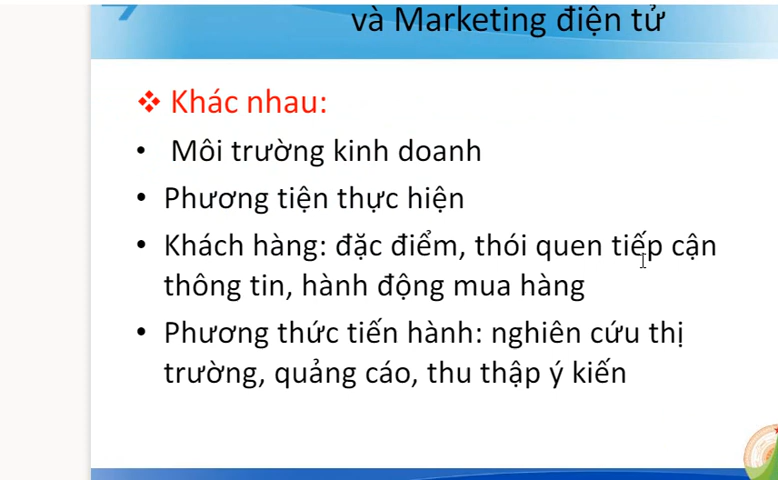 và Marketing điện tử
❖ Khác nhau:
• Môi trường kinh doanh
• Phương tiện thực hiện
• Khách hàng: đặc điểm, thói quen tiếp cận
thông tin, hành động mua hàng
• Phương thức tiến hành: nghiên cứu thị
trường, quảng cáo, thu thập ý kiến